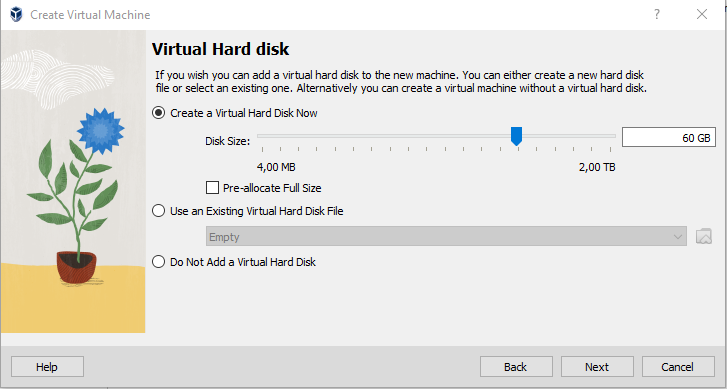 Create Virtual Machine
Virtual Hard disk
If you wish you can add a virtual hard disk to the new machine. You can either create a new hard disk
file or select an existing one. Alternatively you can create a virtual machine without a virtual hard disk.
Create a Virtual Hard Disk Now
Disk Size:
60 GB
4,00 MB
2,00 TB
Pre-allocate Full Size
Use an Existing Virtual Hard Disk File
Empty
Do Not Add a Virtual Hard Disk
Help
Back
Next
Cancel